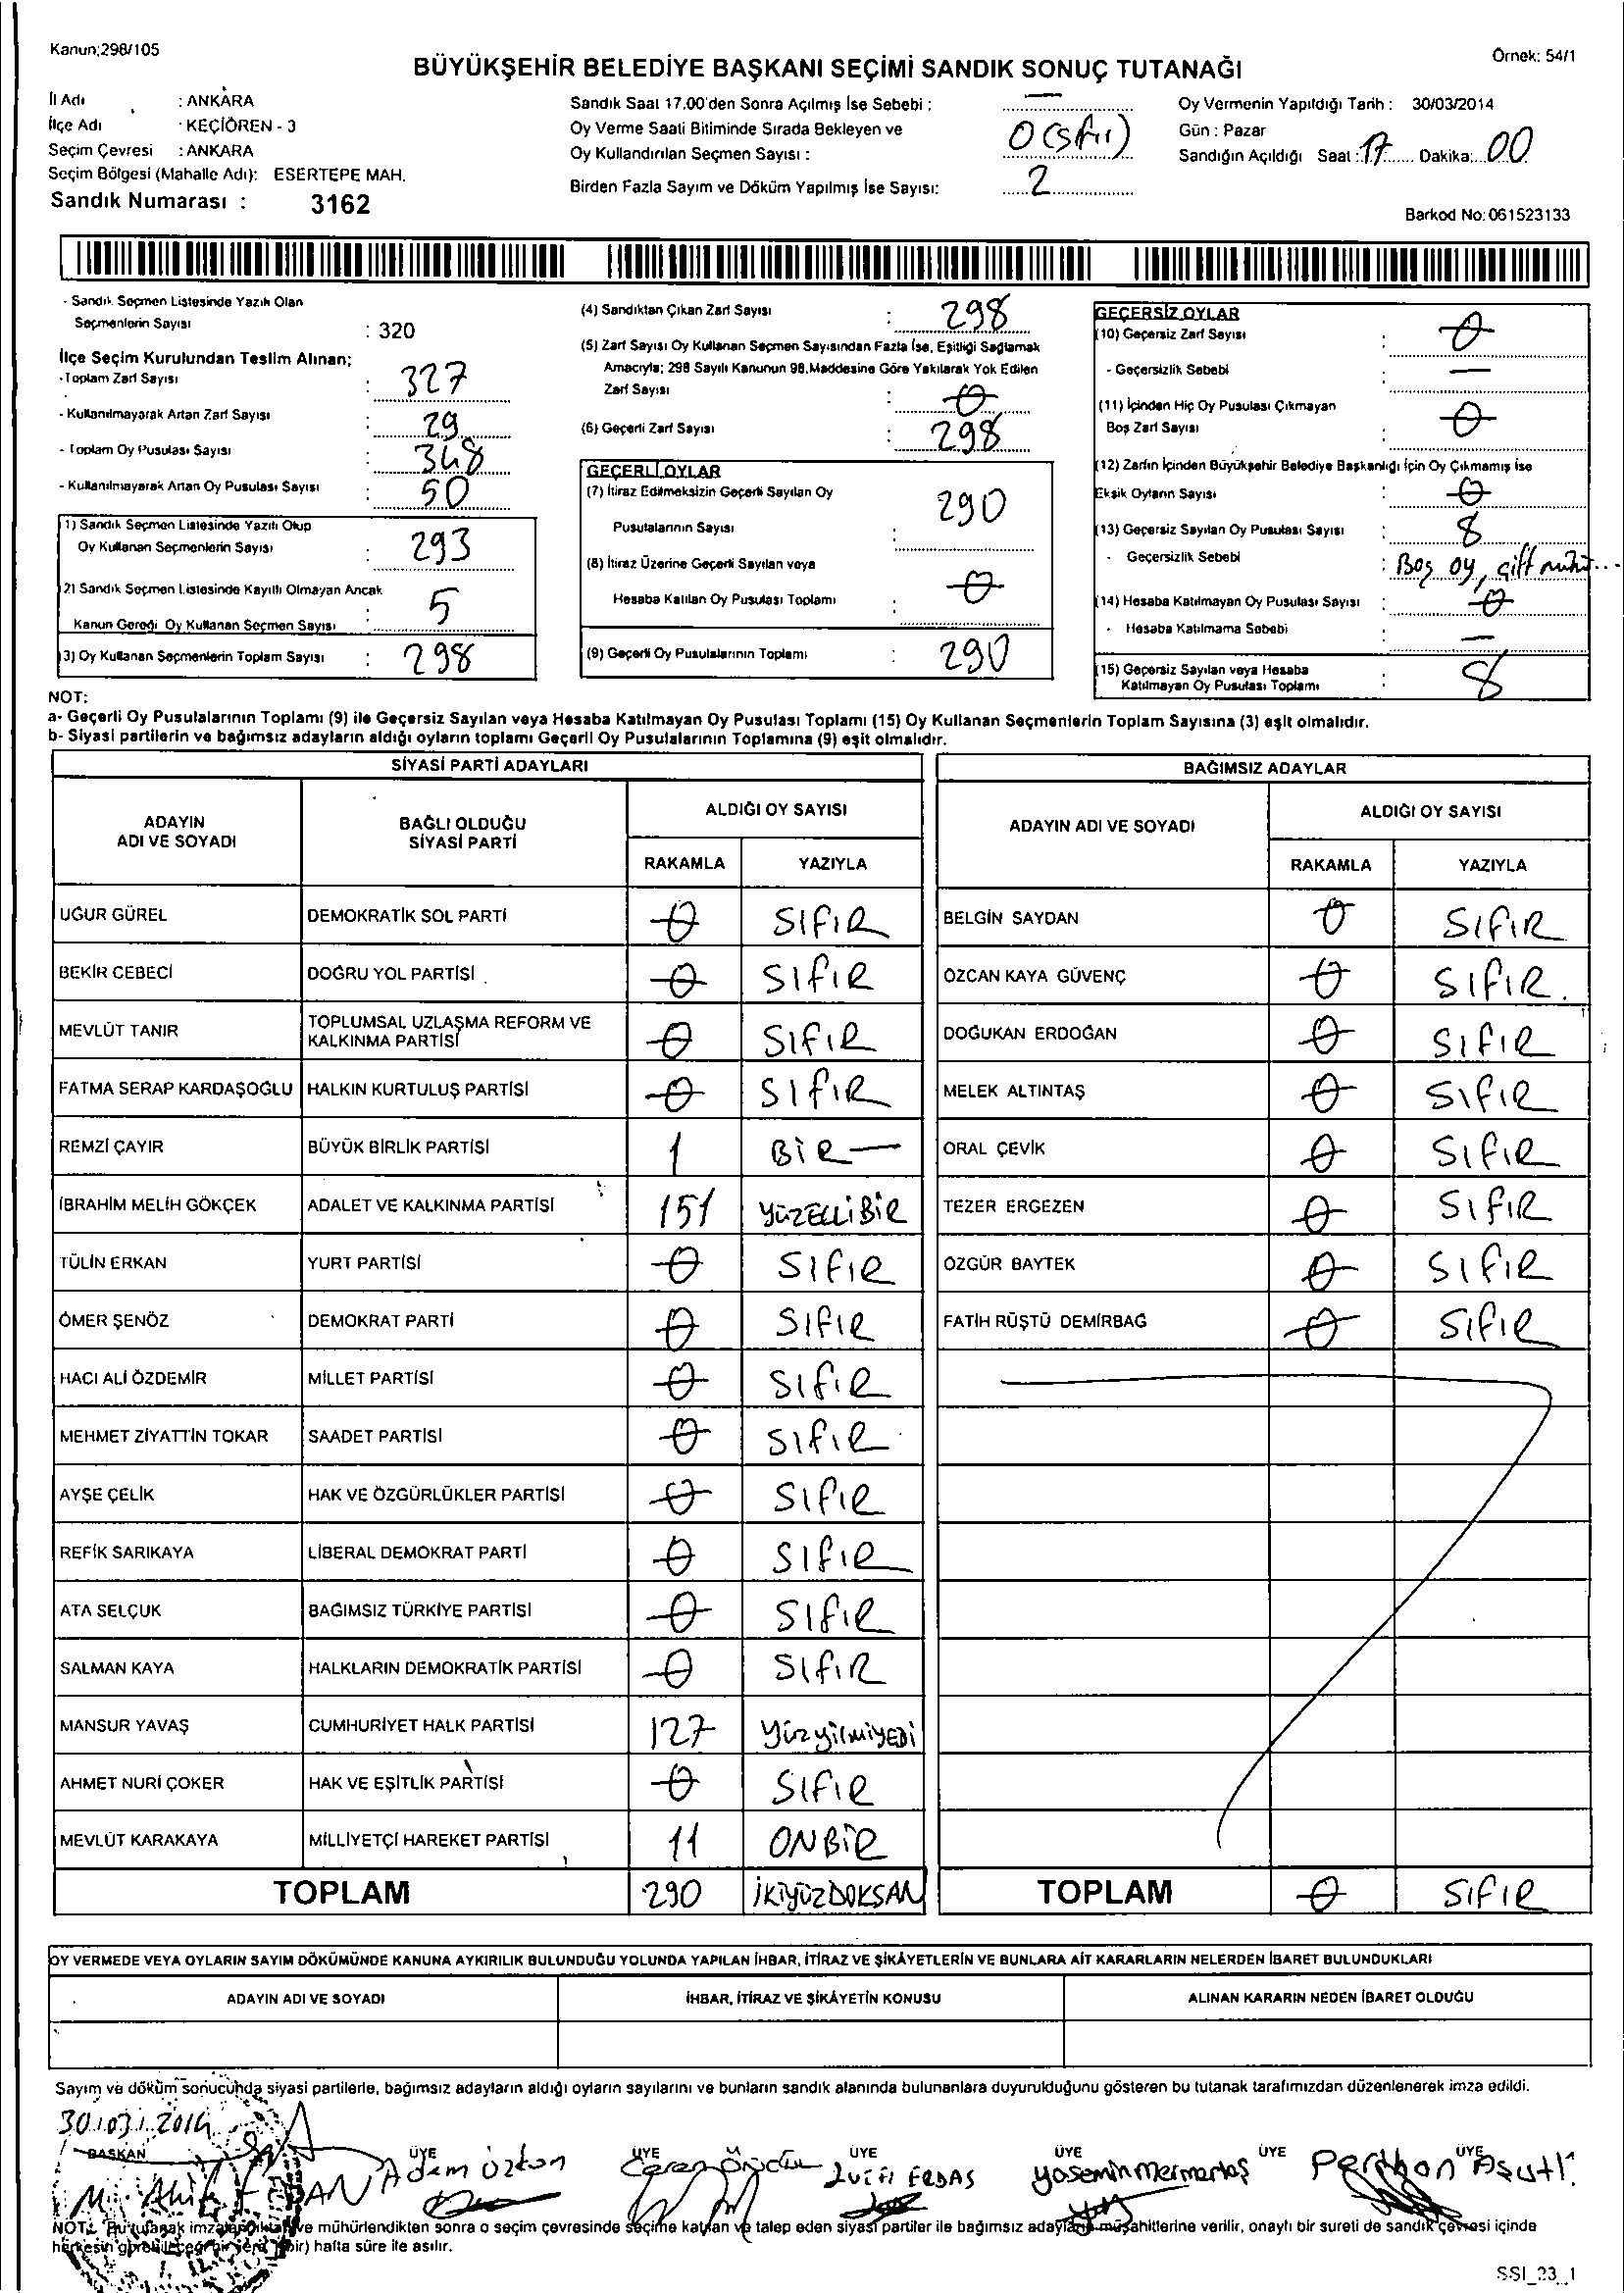 Kanun;298/105
Örnek: 54/1
BÜYÜKŞEHİR BELEDİYE BAŞKANI SEÇİMİ SANDIK SONUÇ TUTANAĞI
İl Adı : ANKARA
İlçe Adı : KEÇİÖREN - 3
Seçim Çevresi : ANKARA
Seçim Bölgesi (Mahalle Adı): ESERTEPE MAH.
Sandık Numarası : 3162
Sandık Saat 17.00'den Sonra Açılmış İse Sebebi : —
Oy Verme Saati Bitiminde Sırada Bekleyen ve
Oy Kullandırılan Seçmen Sayısı : 0 (sıfır)
Birden Fazla Sayım ve Döküm Yapılmış İse Sayısı: 2
Oy Vermenin Yapıldığı Tarih : 30/03/2014
Gün : Pazar
Sandığın Açıldığı Saat : 17 Dakika: 00
Barkod No: 061523133
- Sandık Seçmen Listesinde Yazılı Olan
Seçmenlerin Sayısı : 320
İlçe Seçim Kurulundan Teslim Alınan;
- Toplam Zarf Sayısı : 327
- Kullanılmayarak Artan Zarf Sayısı : 29
- Toplam Oy Pusulası Sayısı : 348
- Kullanılmayarak Artan Oy Pusulası Sayısı : 50
1) Sandık Seçmen Listesinde Yazılı Olup
Oy Kullanan Seçmenlerin Sayısı : 293
2) Sandık Seçmen Listesinde Kayıtlı Olmayan Ancak
Kanun Gereği Oy Kullanan Seçmen Sayısı : 5
3) Oy Kullanan Seçmenlerin Toplam Sayısı : 298
(4) Sandıktan Çıkan Zarf Sayısı : 298
(5) Zarf Sayısı Oy Kullanan Seçmen Sayısından Fazla İse, Eşitliği Sağlamak
Amacıyla; 298 Sayılı Kanunun 98.Maddesine Göre Yakılarak Yok Edilen
Zarf Sayısı : 0
(6) Geçerli Zarf Sayısı : 298
GEÇERLİ OYLAR
(7) İtiraz Edilmeksizin Geçerli Sayılan Oy
Pusulalarının Sayısı : 290
(8) İtiraz Üzerine Geçerli Sayılan veya
Hesaba Katılan Oy Pusulası Toplamı : 0
(9) Geçerli Oy Pusulalarının Toplamı : 290
GEÇERSİZ OYLAR
(10) Geçersiz Zarf Sayısı : 0
- Geçersizlik Sebebi : —
(11) İçinden Hiç Oy Pusulası Çıkmayan
Boş Zarf Sayısı : 0
(12) Zarfın İçinden Büyükşehir Belediye Başkanlığı İçin Oy Çıkmamış İse
Eksik Oyların Sayısı : 0
(13) Geçersiz Sayılan Oy Pusulası Sayısı : 8
- Geçersizlik Sebebi : Boş oy, çift
(14) Hesaba Katılmayan Oy Pusulası Sayısı : 0
- Hesaba Katılmama Sebebi : —
(15) Geçersiz Sayılan veya Hesaba
Katılmayan Oy Pusulası Toplamı : 8
NOT:
a- Geçerli Oy Pusulalarının Toplamı (9) ile Geçersiz Sayılan veya Hesaba Katılmayan Oy Pusulası Toplamı (15) Oy Kullanan Seçmenlerin Toplam Sayısına (3) eşit olmalıdır.
b- Siyasi partilerin ve bağımsız adayların aldığı oyların toplamı Geçerli Oy Pusulalarının Toplamına (9) eşit olmalıdır.
SİYASİ PARTİ ADAYLARI
ADAYIN ADI VE SOYADI BAĞLI OLDUĞU SİYASİ PARTİ ALDIĞI OY SAYISI
RAKAMLA YAZIYLA
UĞUR GÜREL DEMOKRATİK SOL PARTİ 0 SIFIR
BEKİR CEBECİ DOĞRU YOL PARTİSİ 0 SIFIR
MEVLÜT TANIR TOPLUMSAL UZLAŞMA REFORM VE KALKINMA PARTİSİ 0 SIFIR
FATMA SERAP KARDAŞOĞLU HALKIN KURTULUŞ PARTİSİ 0 SIFIR
REMZİ ÇAYIR BÜYÜK BİRLİK PARTİSİ 1 BİR —
İBRAHİM MELİH GÖKÇEK ADALET VE KALKINMA PARTİSİ 151 YÜZELLİBİR
TÜLİN ERKAN YURT PARTİSİ 0 SIFIR
ÖMER ŞENÖZ DEMOKRAT PARTİ 0 SIFIR
HACI ALİ ÖZDEMİR MİLLET PARTİSİ 0 SIFIR
MEHMET ZİYATTİN TOKAR SAADET PARTİSİ 0 SIFIR
AYŞE ÇELİK HAK VE ÖZGÜRLÜKLER PARTİSİ 0 SIFIR
REFİK SARIKAYA LİBERAL DEMOKRAT PARTİ 0 SIFIR
ATA SELÇUK BAĞIMSIZ TÜRKİYE PARTİSİ 0 SIFIR
SALMAN KAYA HALKLARIN DEMOKRATİK PARTİSİ 0 SIFIR
MANSUR YAVAŞ CUMHURİYET HALK PARTİSİ 127 Yüzyilmiyedi
AHMET NURİ ÇOKER HAK VE EŞİTLİK PARTİSİ 0 SIFIR
MEVLÜT KARAKAYA MİLLİYETÇİ HAREKET PARTİSİ 11 ONBİR
TOPLAM 290 İKİYÜZDOKSAN
BAĞIMSIZ ADAYLAR
ADAYIN ADI VE SOYADI ALDIĞI OY SAYISI
RAKAMLA YAZIYLA
BELGİN SAYDAN 0 SIFIR
ÖZCAN KAYA GÜVENÇ 0 SIFIR.
DOĞUKAN ERDOĞAN 0 SIFIR
MELEK ALTINTAŞ 0 SIFIR
ORAL ÇEVİK 0 SIFIR
TEZER ERGEZEN 0 SIFIR
ÖZGÜR BAYTEK 0 SIFIR
FATİH RÜŞTÜ DEMİRBAĞ 0 SIFIR
TOPLAM 0 SIFIR
OY VERMEDE VEYA OYLARIN SAYIM DÖKÜMÜNDE KANUNA AYKIRILIK BULUNDUĞU YOLUNDA YAPILAN İHBAR, İTİRAZ VE ŞİKÂYETLERİN VE BUNLARA AİT KARARLARIN NELERDEN İBARET BULUNDUKLARI
ADAYIN ADI VE SOYADI İHBAR, İTİRAZ VE ŞİKÂYETİN KONUSU ALINAN KARARIN NEDEN İBARET OLDUĞU
Sayım ve döküm sonucunda siyasi partilerle, bağımsız adayların aldığı oyların sayılarını ve bunların sandık alanında bulunanlara duyurulduğunu gösteren bu tutanak tarafımızdan düzenlenerek imza edildi.
30.03.2014
BAŞKAN ÜYE ÜYE ÜYE ÜYE ÜYE ÜYE
Adem özkan Ceren Lütfi ERBAŞ Yasemin Mermertaş Perihan
NOT: Bu tutanak imzalandıktan ve mühürlendikten sonra o seçim çevresinde seçime katılan ve talep eden siyasi partiler ile bağımsız adayların müşahitlerine verilir, onaylı bir sureti de sandık çevresi içinde
herkesin görebileceği bir yere (bir) hafta süre ile asılır.
SSI_23_1